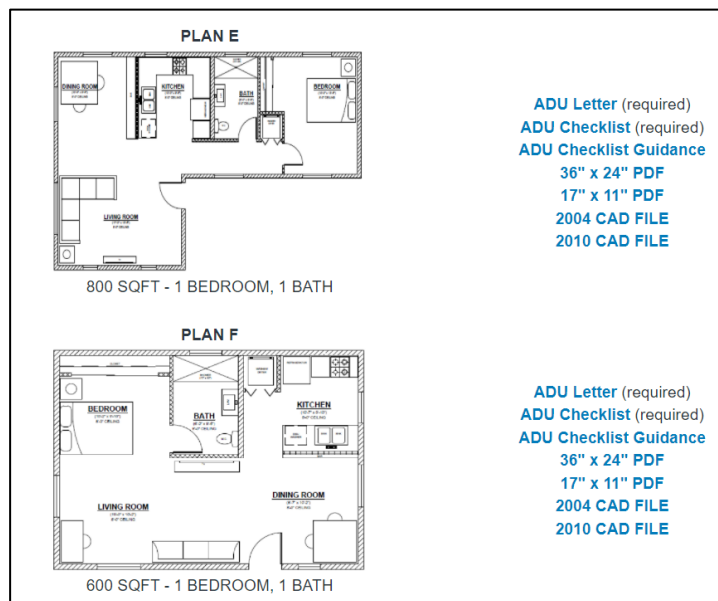 PLAN E
DINING ROOM
KITCHEN
BATH
BEDROOM
LIVING ROOM
800 SQFT - 1 BEDROOM, 1 BATH
ADU Letter (required)
ADU Checklist (required)
ADU Checklist Guidance
36" x 24" PDF
17" x 11" PDF
2004 CAD FILE
2010 CAD FILE
PLAN F
BEDROOM
BATH
KITCHEN
LIVING ROOM
DINING ROOM
600 SQFT - 1 BEDROOM, 1 BATH
ADU Letter (required)
ADU Checklist (required)
ADU Checklist Guidance
36" x 24" PDF
17" x 11" PDF
2004 CAD FILE
2010 CAD FILE